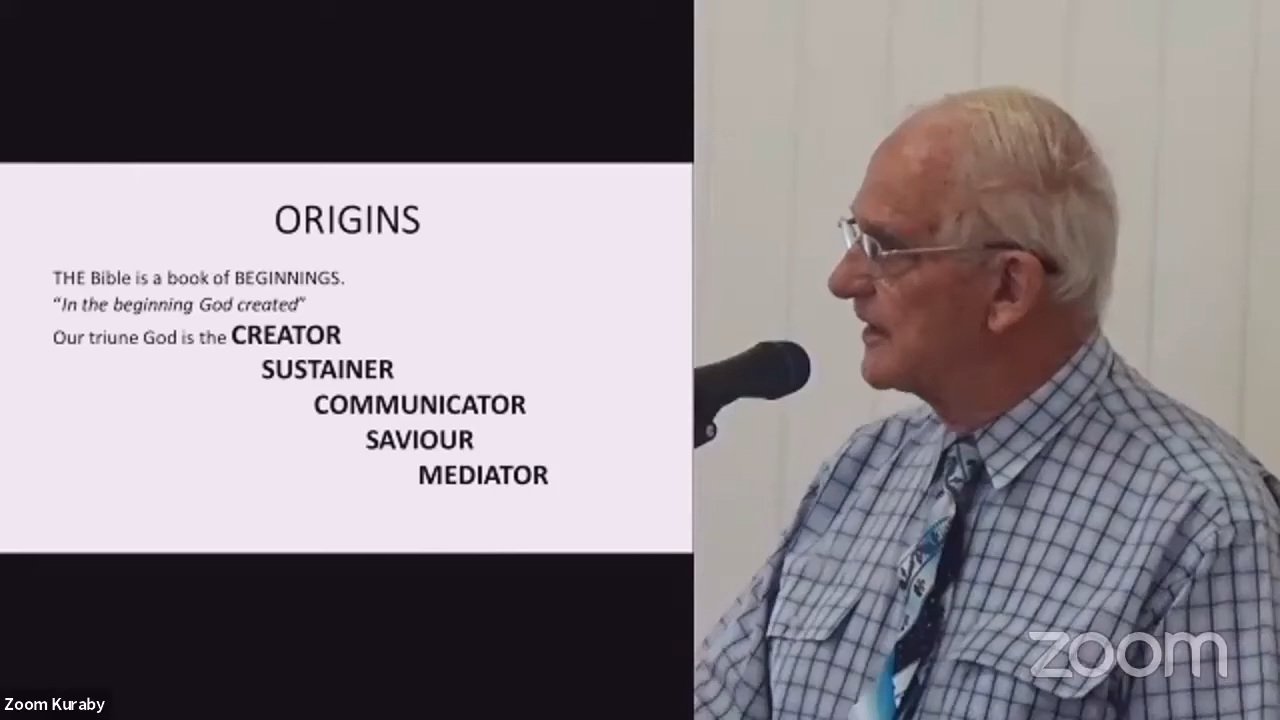 ORIGINS
THE Bible is a book of BEGINNINGS.
“In the beginning God created”
Our triune God is the CREATOR
SUSTAINER
COMMUNICATOR
SAVIOUR
MEDIATOR
zoom
Zoom Kuraby